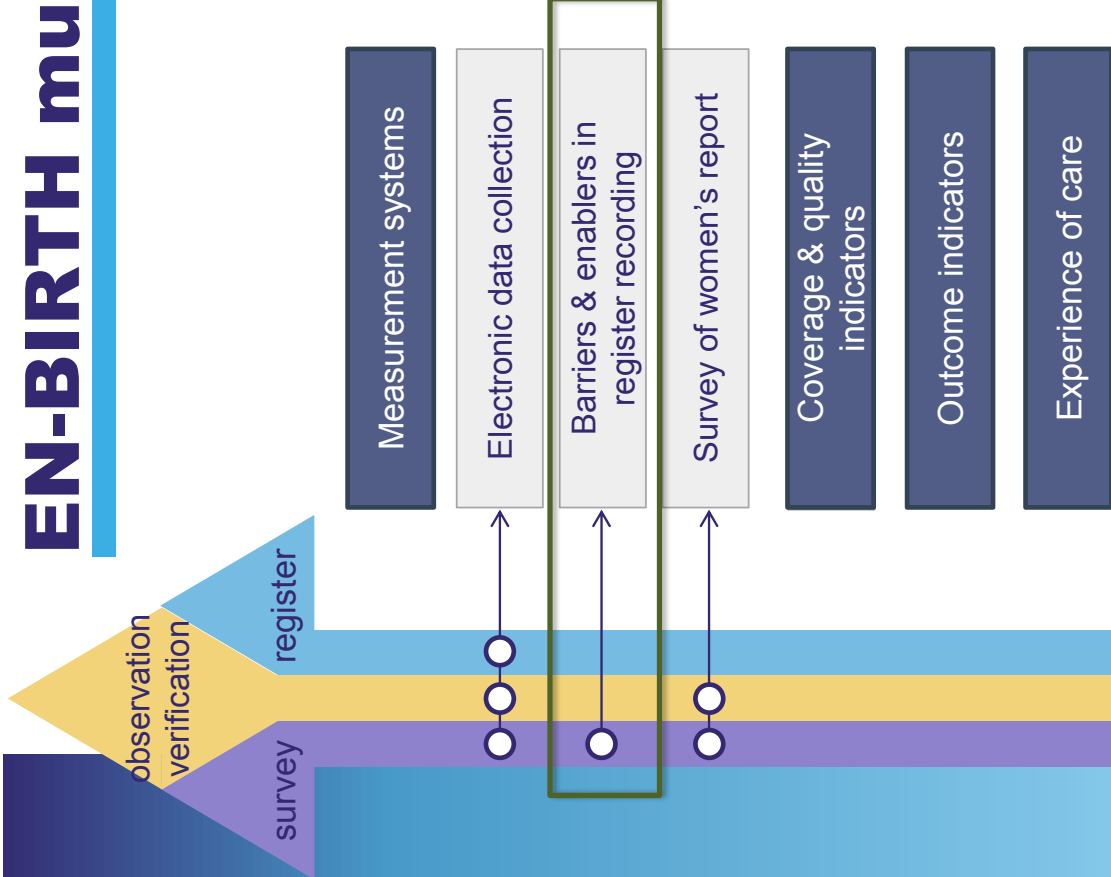 EN-BIRTH mu
observation
verification
register
survey
Measurement systems
Electronic data collection
Barriers & enablers in
register recording
Survey of women's report
Coverage & quality
indicators
Outcome indicators
Experience of care